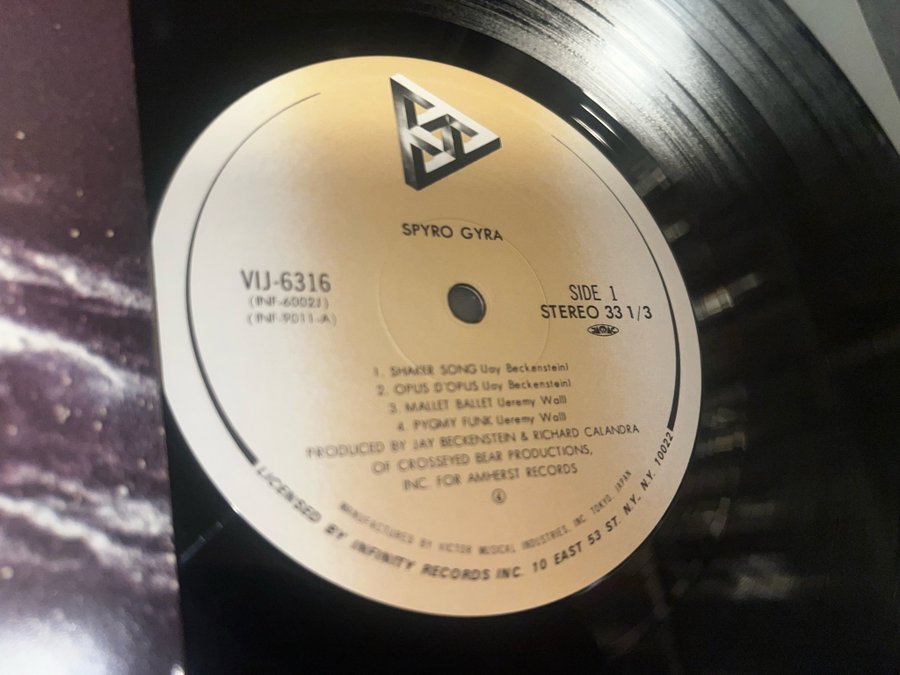 SPYRO GYRA
VIJ-6316
(INF-6002J)
(INF-9011-A)
SIDE 1
STEREO 33 1/3
JASRAC
1. SHAKER SONG (Jay Beckenstein)
2. OPUS D'OPUS (Jay Beckenstein)
3. MALLET BALLET (Jeremy Wall)
4. PYGMY FUNK (Jeremy Wall)
PRODUCED BY JAY BECKENSTEIN & RICHARD CALANDRA
OF CROSSEYED BEAR PRODUCTIONS,
INC. FOR AMHERST RECORDS
MANUFACTURED BY VICTOR MUSICAL INDUSTRIES, INC. TOKYO, JAPAN
LICENSED BY INFINITY RECORDS INC. 10 EAST 53 ST. N.Y., N.Y. 10022